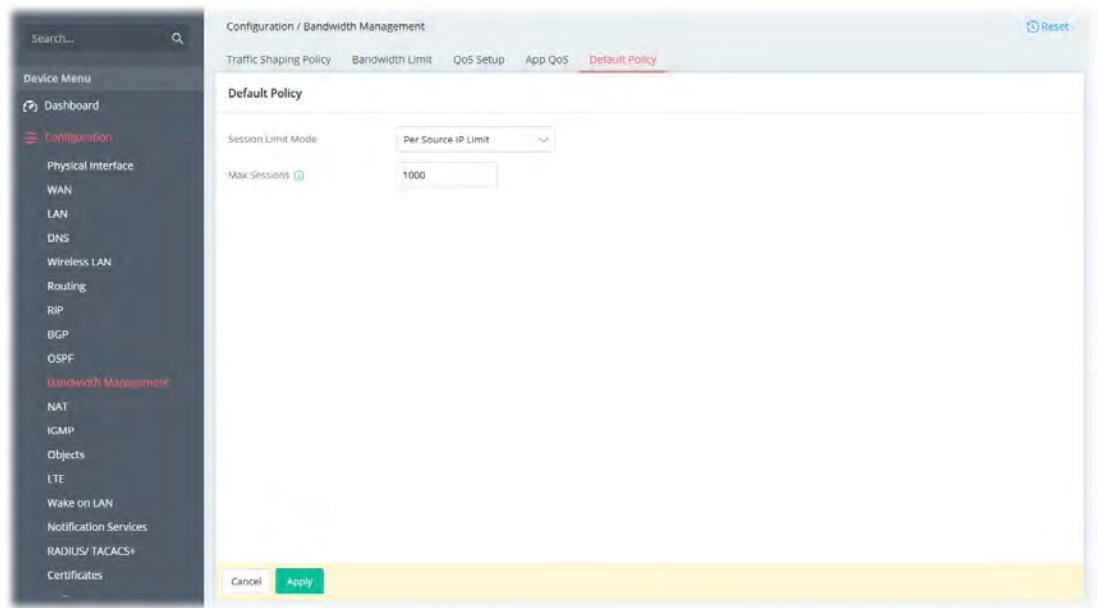 Search...
Device Menu
Dashboard
Configuration
Physical Interface
WAN
LAN
DNS
Wireless LAN
Routing
RIP
BGP
OSPF
Bandwidth Management
NAT
IGMP
Objects
LTE
Wake on LAN
Notification Services
RADIUS/ TACACS+
Certificates
Configuration / Bandwidth Management
Reset
Traffic Shaping Policy Bandwidth Limit QoS Setup App QoS Default Policy
Default Policy
Session Limit Mode Per Source IP Limit
Max Sessions 1000
Cancel Apply